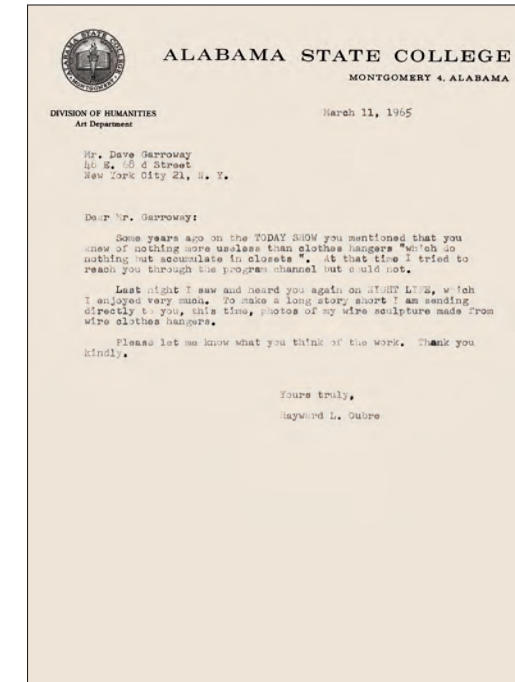 ALABAMA STATE COLLEGE
MONTGOMERY 4, ALABAMA
ALABAMA STATE COLLEGE
MONTGOMERY
DIVISION OF HUMANITIES
Art Department
March 11, 1965
Mr. Dave Garroway
E. 68 d Street
New York City 21, N. Y.
Dear Mr. Garroway:
Some years ago on the TODAY SHOW you mentioned that you
knew of nothing more useless than clothes hangers "which do
nothing but accumulate in closets ". At that time I tried to
reach you through the program channel but could not.
Last night I saw and heard you again on NIGHT LIFE, which
I enjoyed very much. To make a long story short I am sending
directly to you, this time, photos of my wire sculpture made from
wire clothes hangers.
Please let me know what you think of the work. Thank you
kindly.
Yours truly,
Hayward L. Oubre